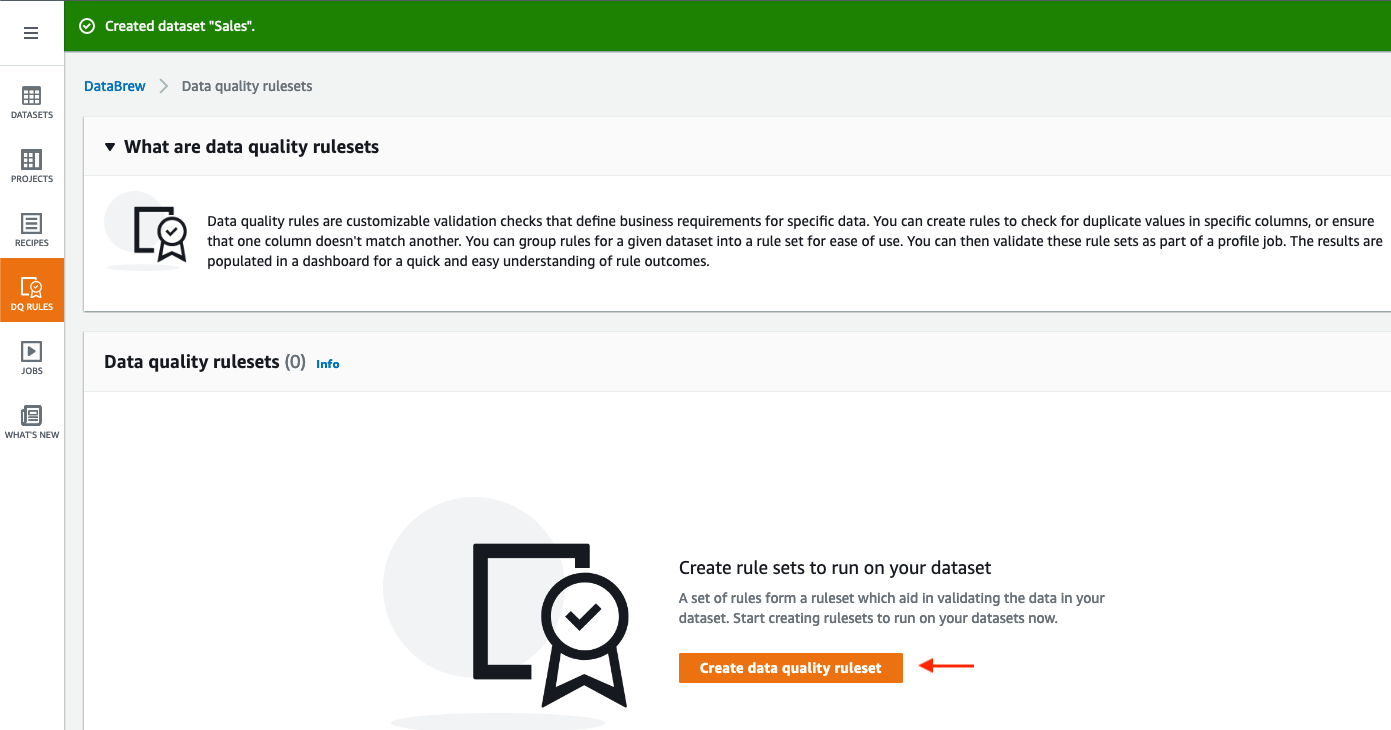 Created dataset "Sales".
DataBrew
Data quality rulesets
DATASETS
PROJECTS
RECIPES
DQ RULES
JOBS
WHAT'S NEW
What are data quality rulesets
Data quality rules are customizable validation checks that define business requirements for specific data. You can create rules to check for duplicate values in specific columns, or ensure
that one column doesn't match another. You can group rules for a given dataset into a rule set for ease of use. You can then validate these rule sets as part of a profile job. The results are
populated in a dashboard for a quick and easy understanding of rule outcomes.
Data quality rulesets (0) Info
Create rule sets to run on your dataset
A set of rules form a ruleset which aid in validating the data in your
dataset. Start creating rulesets to run on your datasets now.
Create data quality ruleset